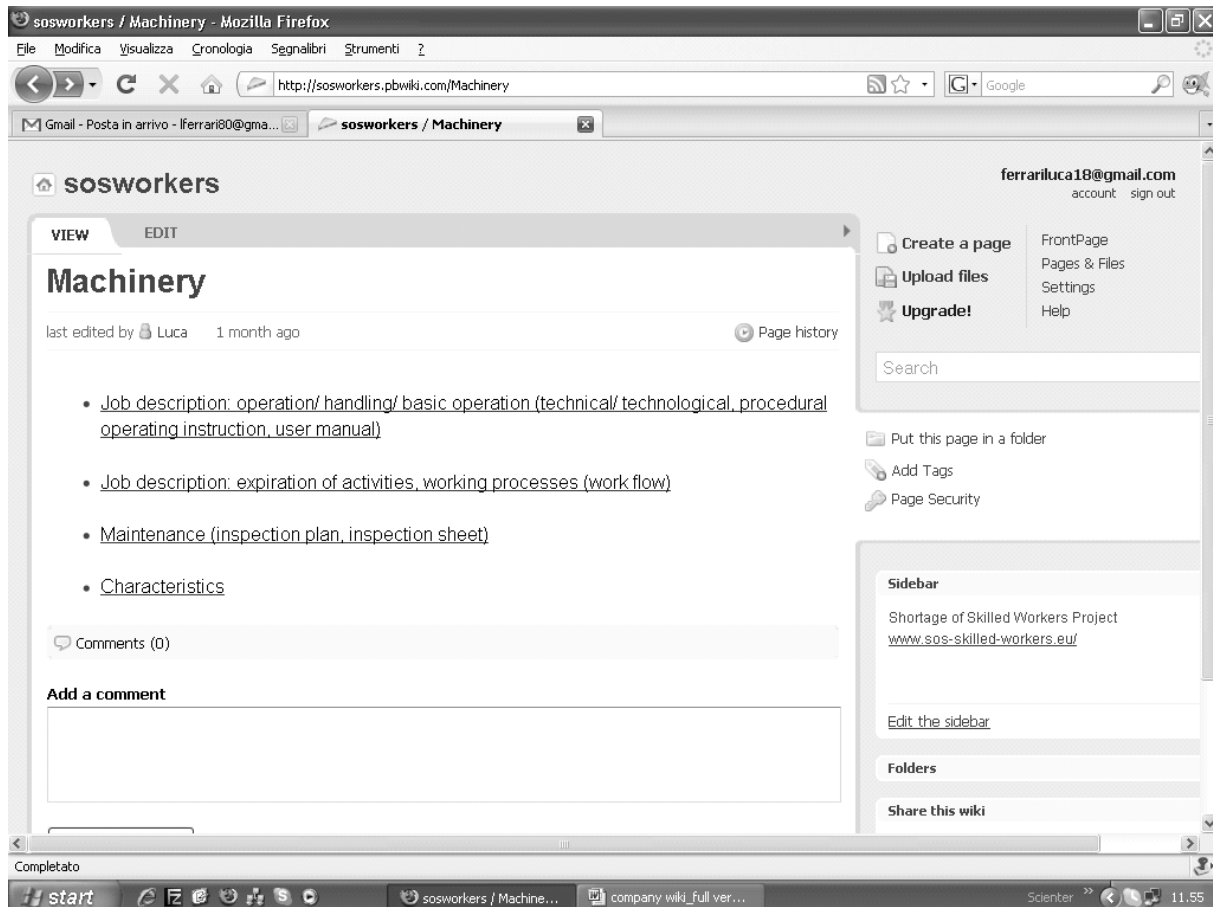 sosworkers / Machinery - Mozilla Firefox
File Modifica Visualizza Cronologia Segnalibri Strumenti ?
http://sosworkers.pbwiki.com/Machinery
G Google
Gmail - Posta in arrivo - lferrari80@gma...
sosworkers / Machinery
sosworkers
ferrariluca18@gmail.com
account sign out
VIEW EDIT
Machinery
last edited by Luca 1 month ago
Page history
• Job description: operation/ handling/ basic operation (technical/ technological, procedural
operating instruction, user manual)
• Job description: expiration of activities, working processes (work flow)
• Maintenance (inspection plan, inspection sheet)
• Characteristics
Comments (0)
Add a comment
Create a page
Upload files
Upgrade!
FrontPage
Pages & Files
Settings
Help
Search
Put this page in a folder
Add Tags
Page Security
Sidebar
Shortage of Skilled Workers Project
www.sos-skilled-workers.eu/
Edit the sidebar
Folders
Share this wiki
Completato
start
sosworkers / Machine...
company wiki_full ver...
Scienter »
11.55